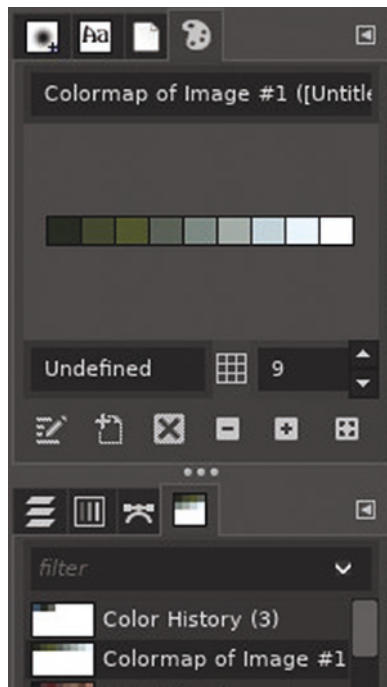 Aa
Colormap of Image #1 ([Untitle
Undefined
9
filter
Color History (3)
Colormap of Image #1